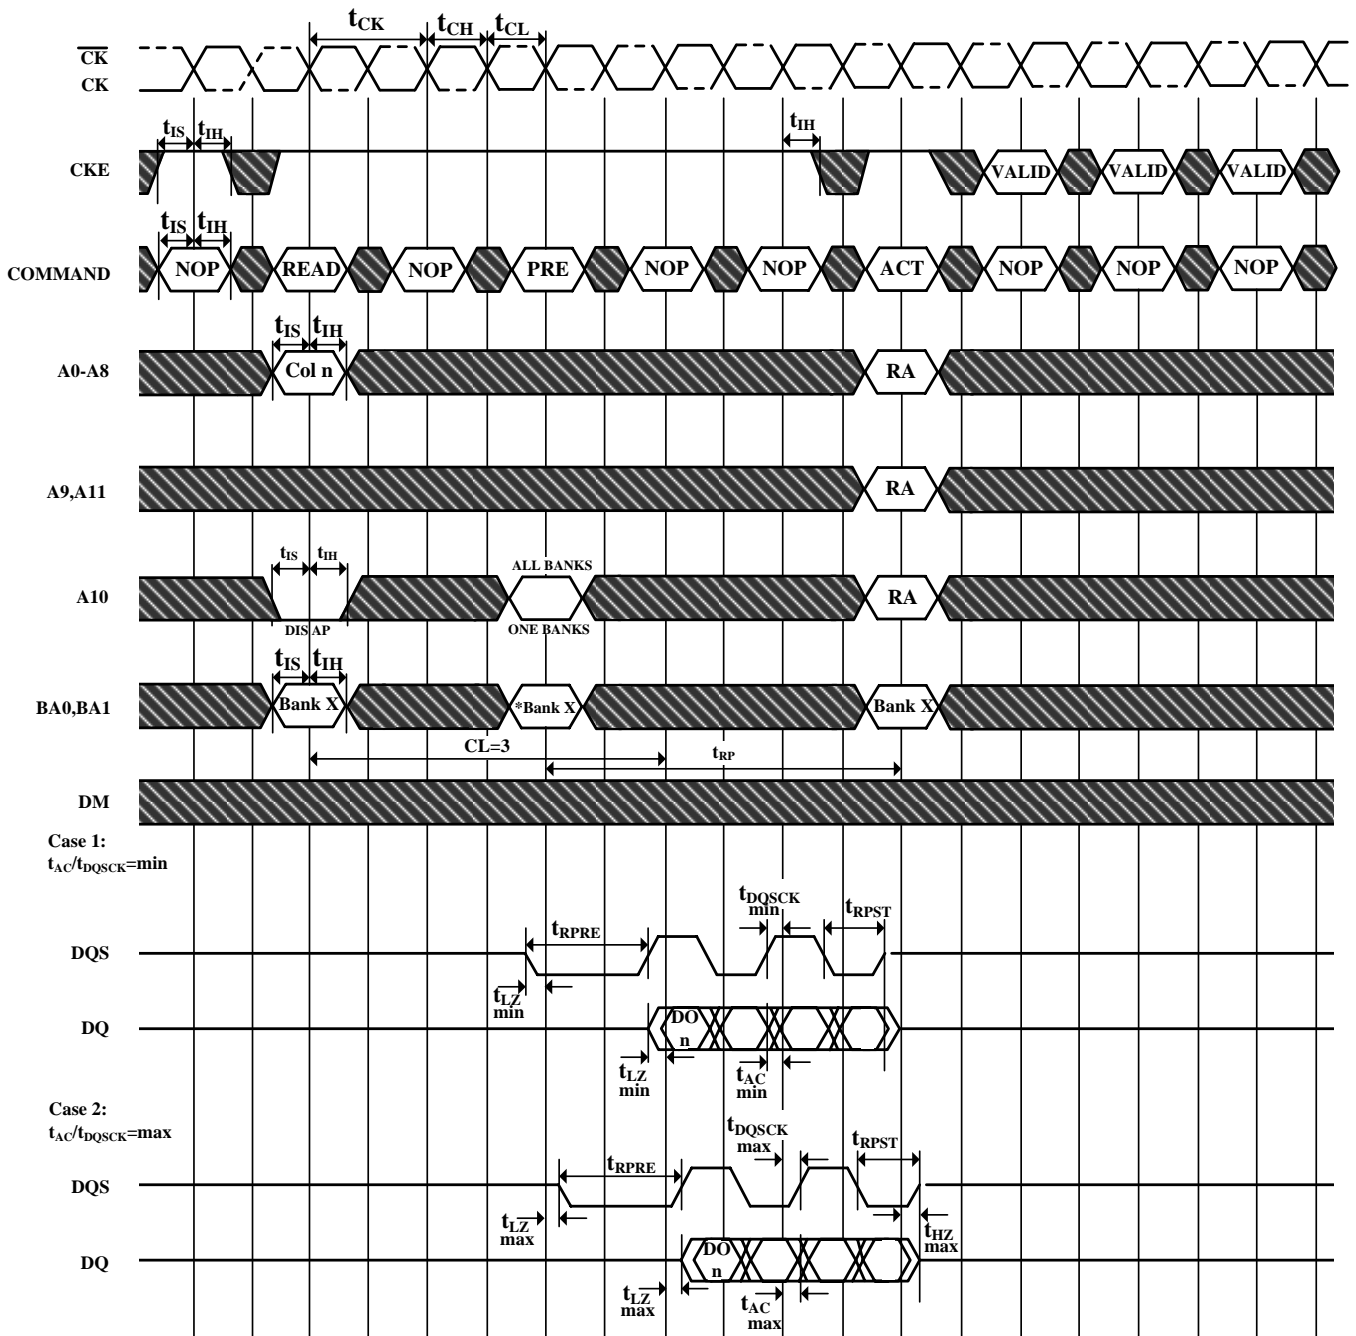 tCK tCH tCL
CK
CK
tIS tIH tIH
CKE VALID VALID VALID
tIS tIH
COMMAND NOP READ NOP PRE NOP NOP ACT NOP NOP NOP
tIS tIH
A0-A8 Col n RA
A9,A11 RA
tIS tIH ALL BANKS
A10 RA
DIS AP ONE BANKS
tIS tIH
BA0,BA1 Bank X *Bank X Bank X
CL=3 tRP
DM
Case 1:
tAC/tDQSCK=min
tDQSCK
min
tRPST
tRPRE
DQS
tLZ
min
DQ DO
n
tLZ
min
tAC
min
Case 2:
tAC/tDQSCK=max
tDQSCK
max
tRPST
tRPRE
DQS
tLZ
max
tHZ
max
DQ DO
n
tLZ
max
tAC
max